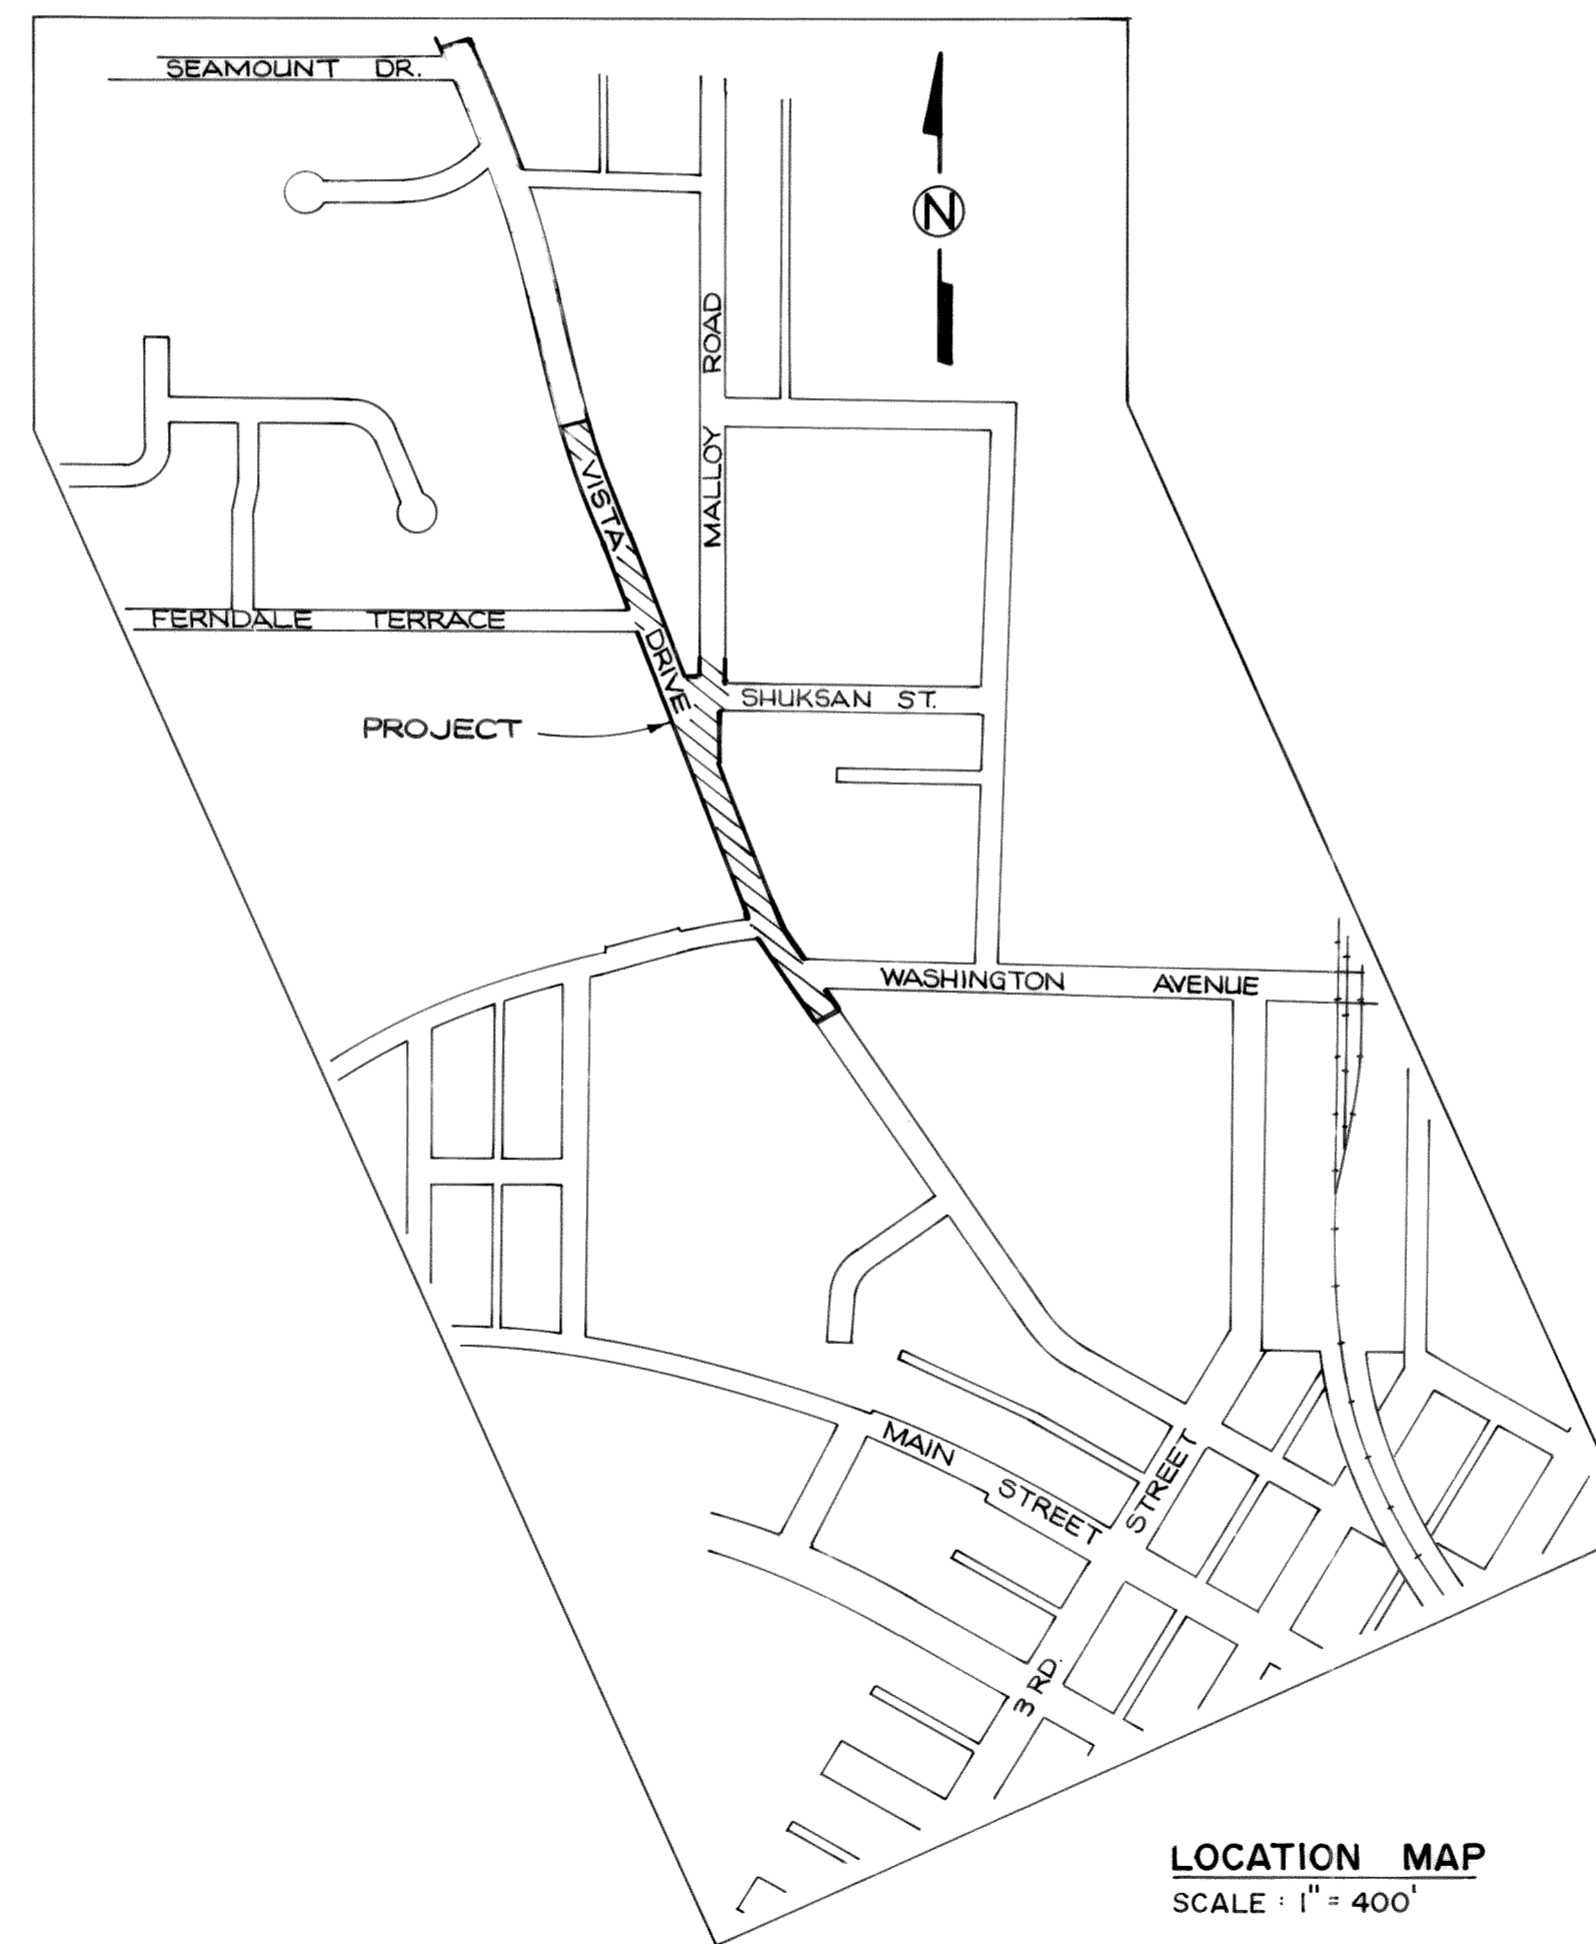 SEAMOUNT DR.
N
MALLOY ROAD
VISTA DRIVE
FERNDALE TERRACE
SHUKSAN ST.
PROJECT
WASHINGTON AVENUE
MAIN STREET
3RD. STREET
LOCATION MAP
SCALE : 1" = 400'